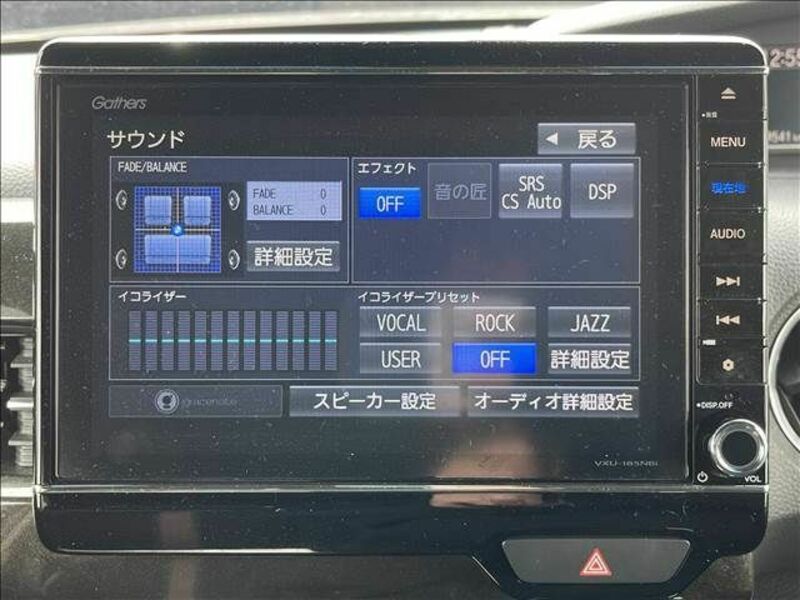 Gathers
サウンド
戻る
FADE/BALANCE
FADE 0
BALANCE 0
詳細設定
エフェクト
OFF
音の匠
SRS
CS Auto
DSP
イコライザー
イコライザープリセット
VOCAL
ROCK
JAZZ
USER
OFF
詳細設定
gracenote
スピーカー設定
オーディオ詳細設定
VXU-185NBi
MENU
現在地
AUDIO
DISP.OFF
VOL
2:55